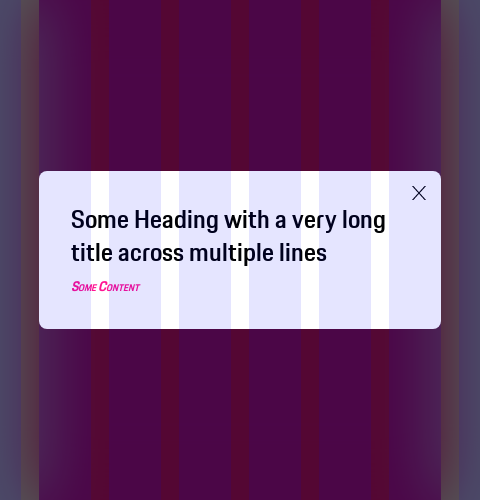 Some Heading with a very long
title across multiple lines
Some Content